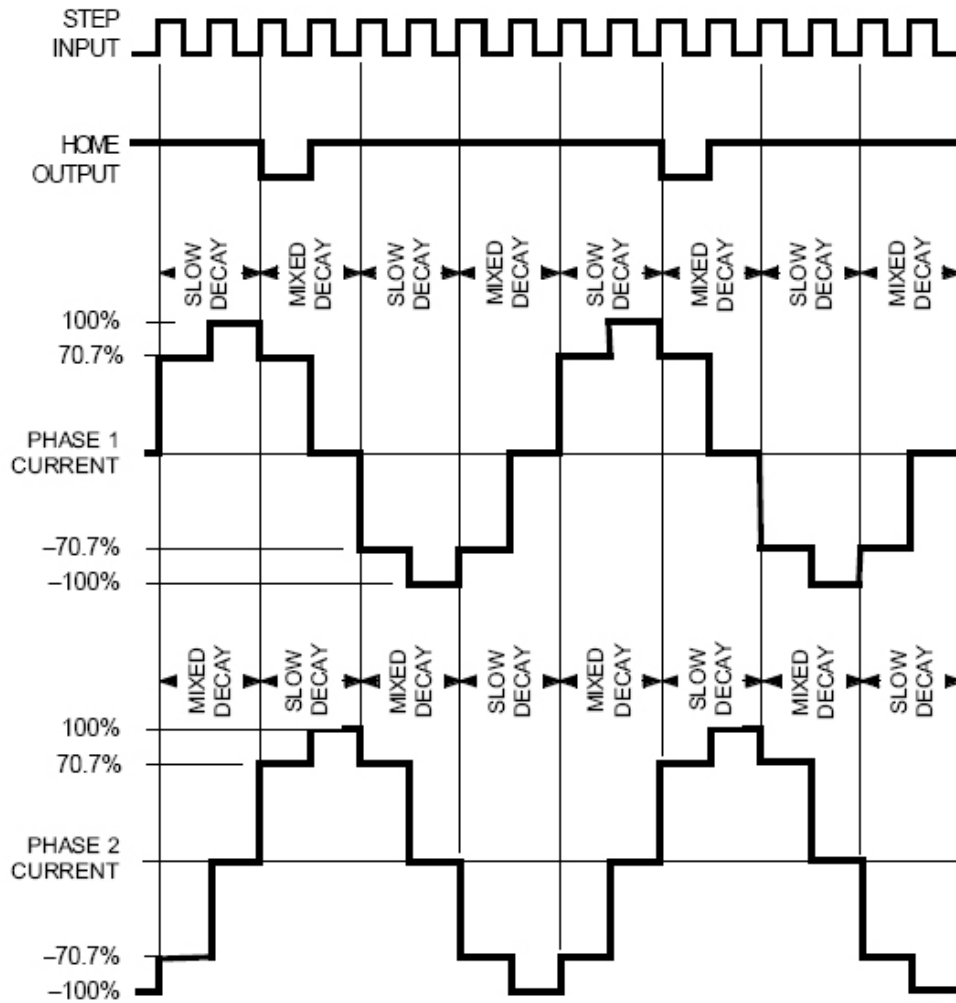 STEP
INPUT
HOME
OUTPUT
SLOW
DECAY
MIXED
DECAY
SLOW
DECAY
MIXED
DECAY
SLOW
DECAY
MIXED
DECAY
SLOW
DECAY
MIXED
DECAY
100%
70.7%
PHASE 1
CURRENT
–70.7%
–100%
MIXED
DECAY
SLOW
DECAY
MIXED
DECAY
SLOW
DECAY
MIXED
DECAY
SLOW
DECAY
MIXED
DECAY
SLOW
DECAY
100%
70.7%
PHASE 2
CURRENT
–70.7%
–100%